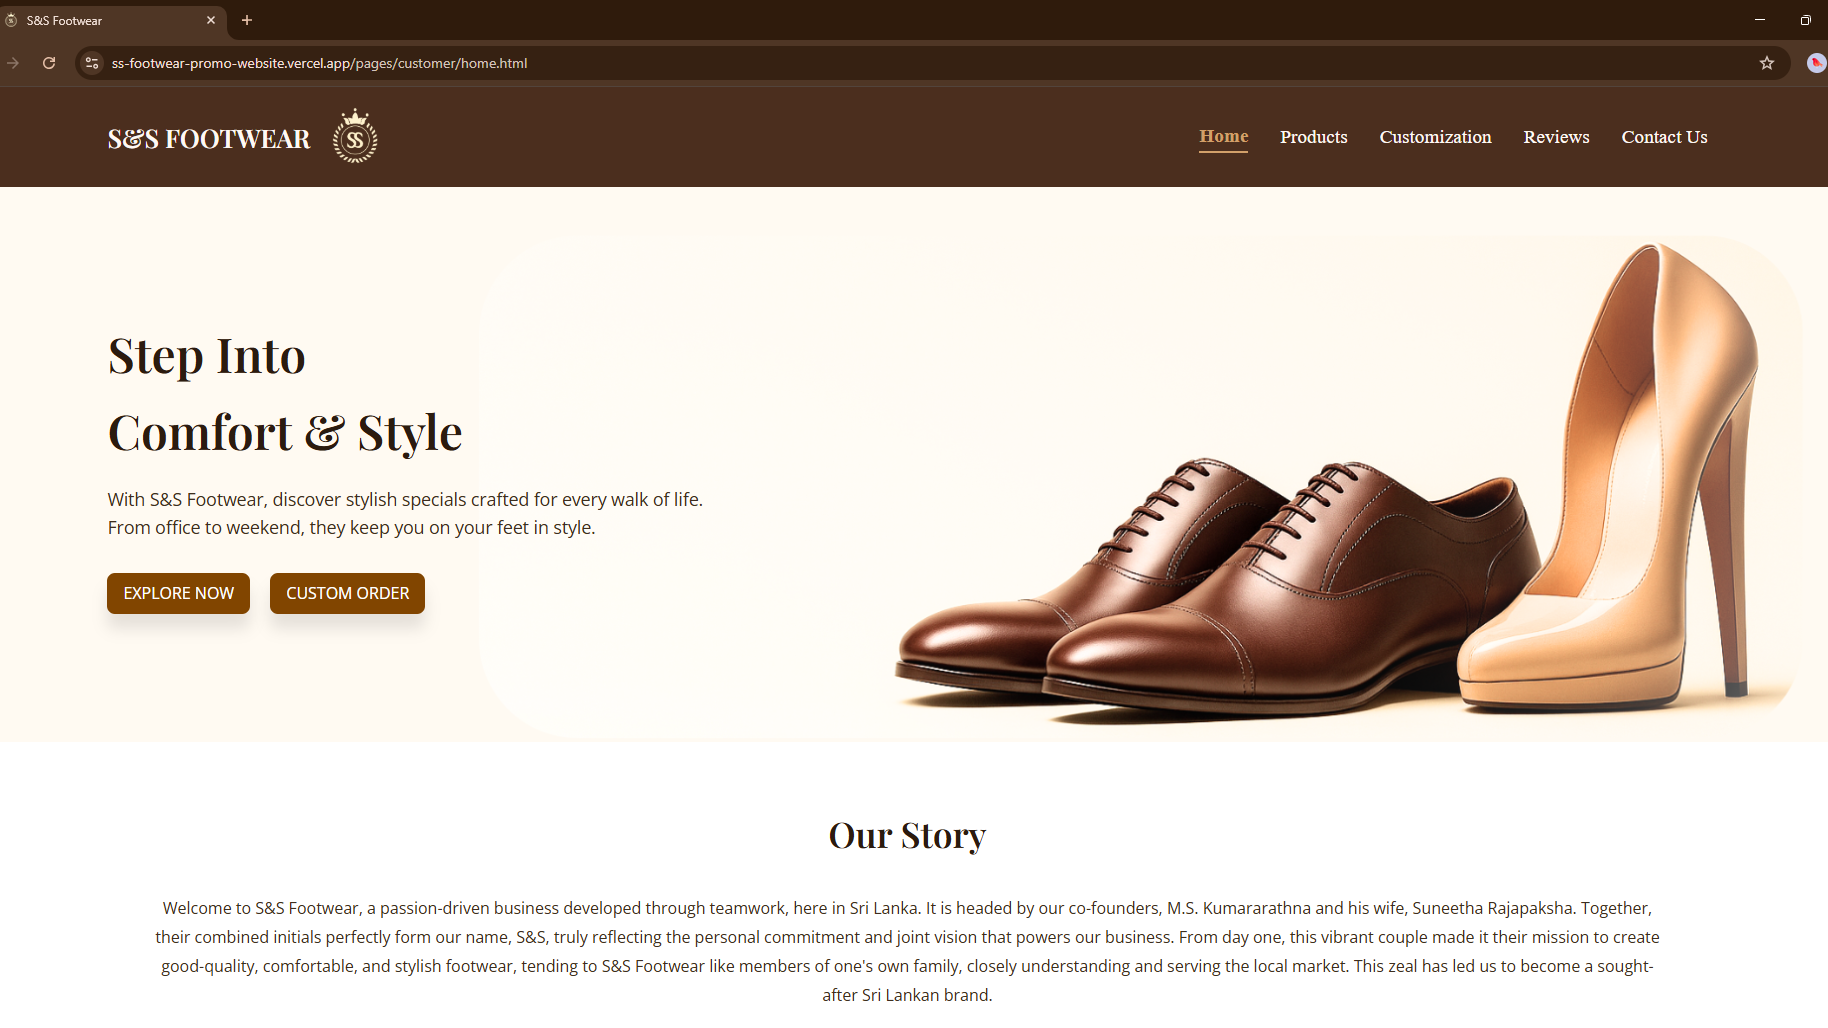 S&S Footwear
ss-footwear-promo-website.vercel.app/pages/customer/home.html
S&S FOOTWEAR
SS
Home
Products
Customization
Reviews
Contact Us
Step Into
Comfort & Style
With S&S Footwear, discover stylish specials crafted for every walk of life.
From office to weekend, they keep you on your feet in style.
EXPLORE NOW
CUSTOM ORDER
Our Story
Welcome to S&S Footwear, a passion-driven business developed through teamwork, here in Sri Lanka. It is headed by our co-founders, M.S. Kumararathna and his wife, Suneetha Rajapaksha. Together,
their combined initials perfectly form our name, S&S, truly reflecting the personal commitment and joint vision that powers our business. From day one, this vibrant couple made it their mission to create
good-quality, comfortable, and stylish footwear, tending to S&S Footwear like members of one's own family, closely understanding and serving the local market. This zeal has led us to become a sought-
after Sri Lankan brand.